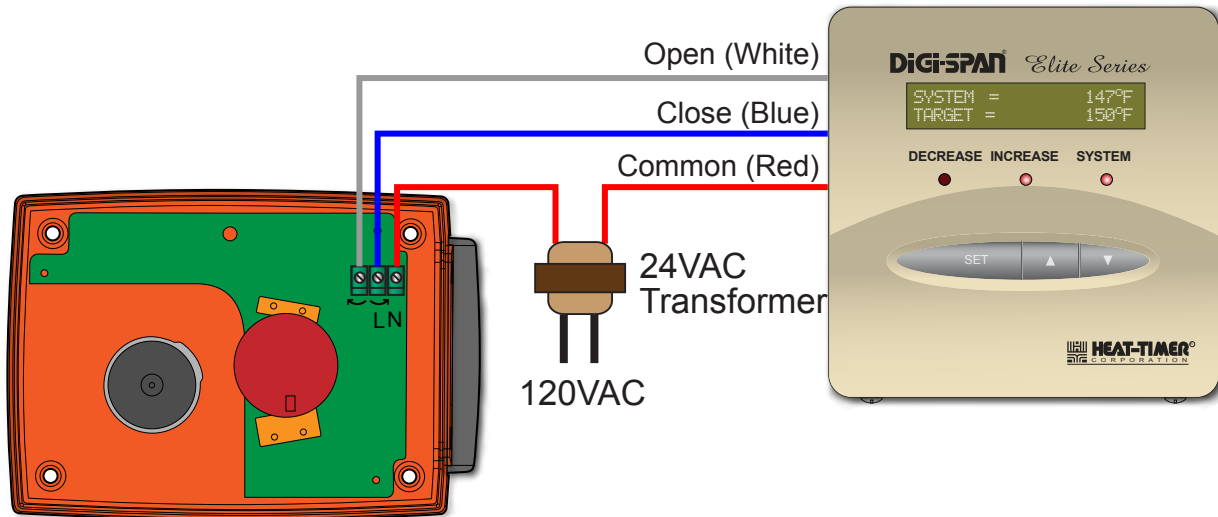 Open (White)
Close (Blue)
Common (Red)
DiGi-SPAN® Elite Series
SYSTEM = 147°F
TARGET = 150°F
DECREASE INCREASE SYSTEM
SET ▲ ▼
HEAT-TIMER®
CORPORATION
L N
24VAC
Transformer
120VAC